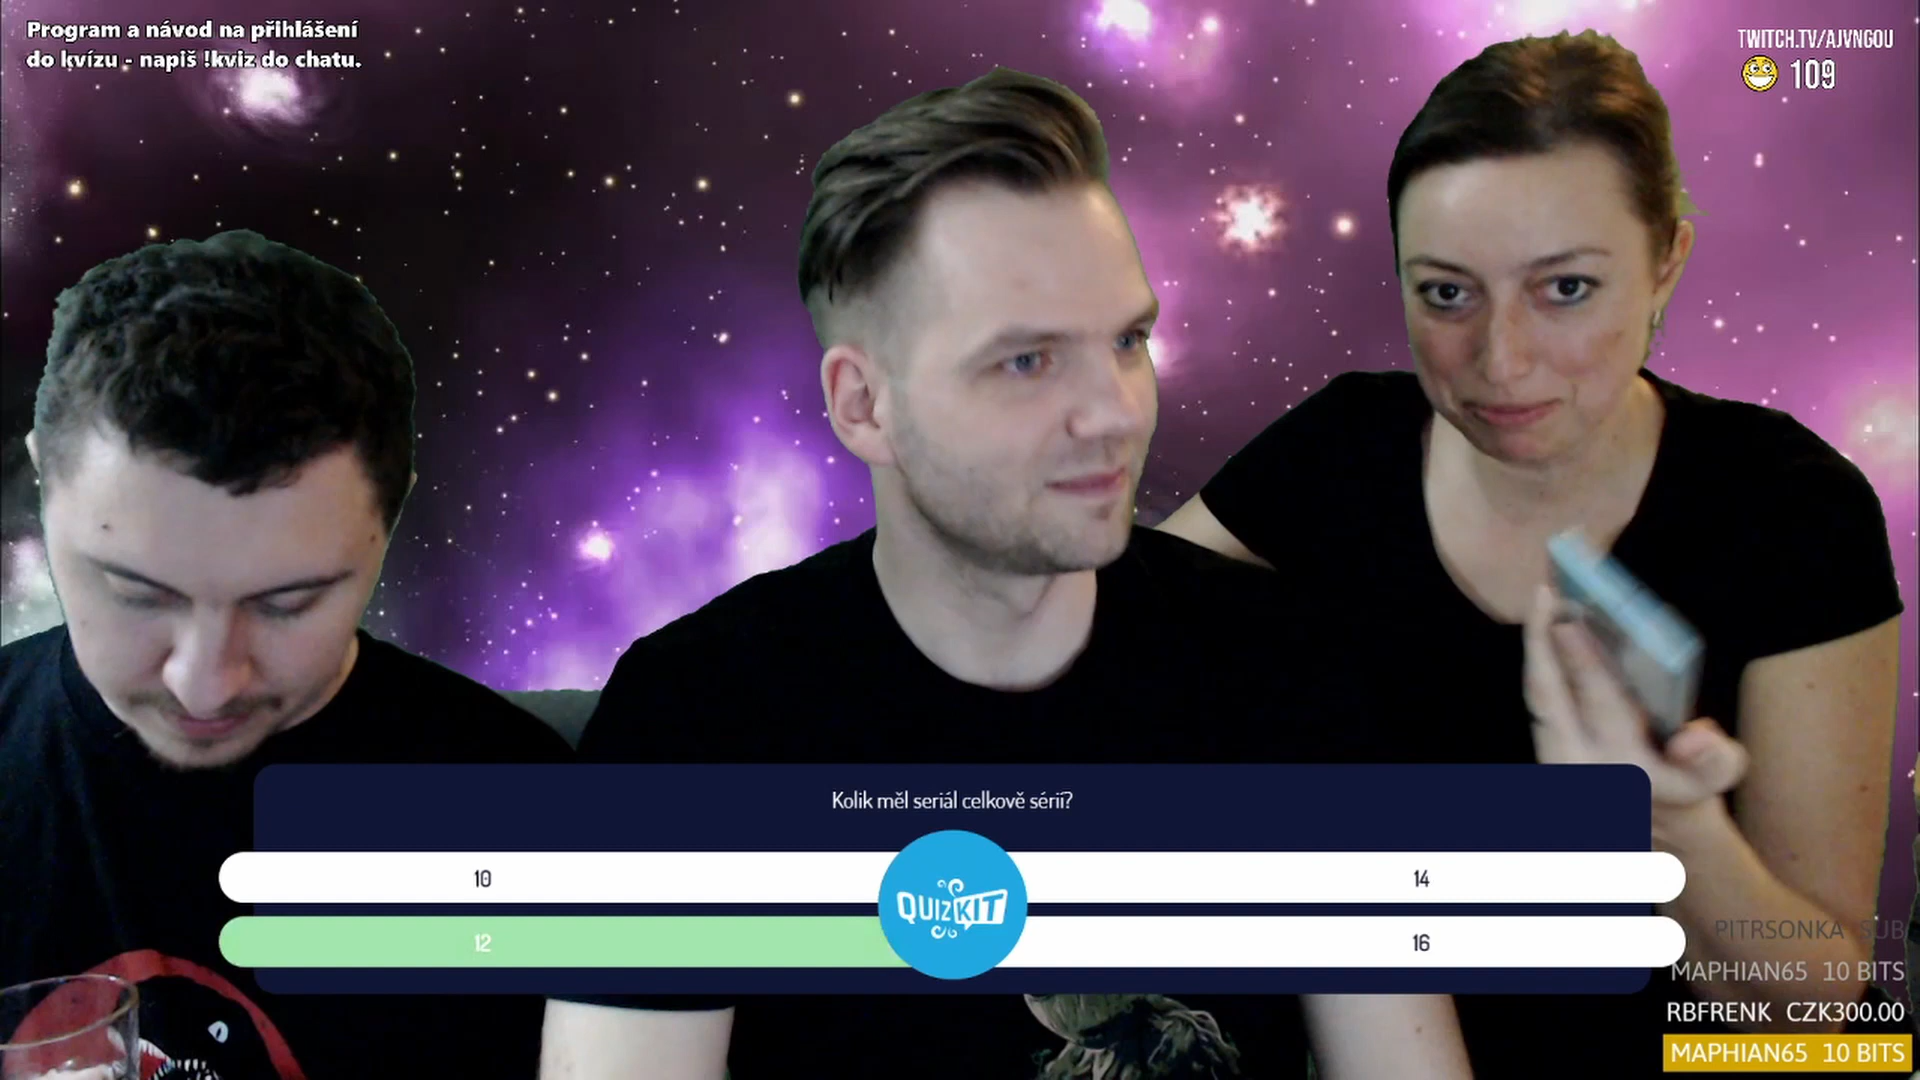 Program a návod na přihlášení
do kvízu - napiš !kviz do chatu.
TWITCH.TV/AJVNGOU
109
Kolik měl seriál celkově sérií?
10
14
12
16
QUIZKIT
PITRSONKA SUB
MAPHIAN65 10 BITS
RBFRENK CZK300.00
MAPHIAN65 10 BITS